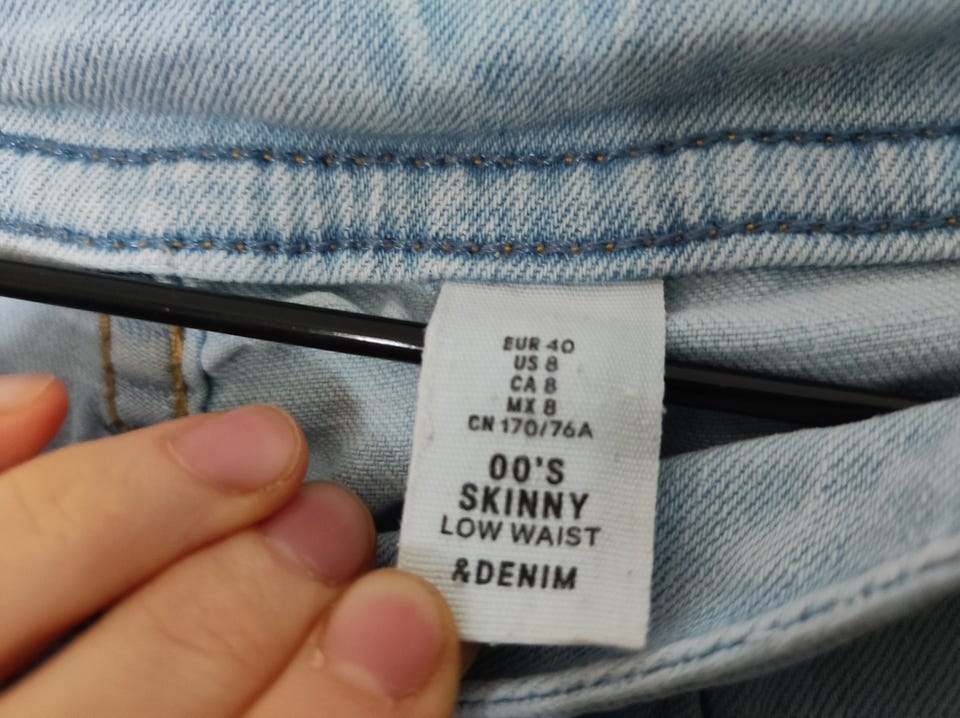 EUR 40
US 8
CA 8
MX 8
CN 170/76A
00'S
SKINNY
LOW WAIST
&DENIM